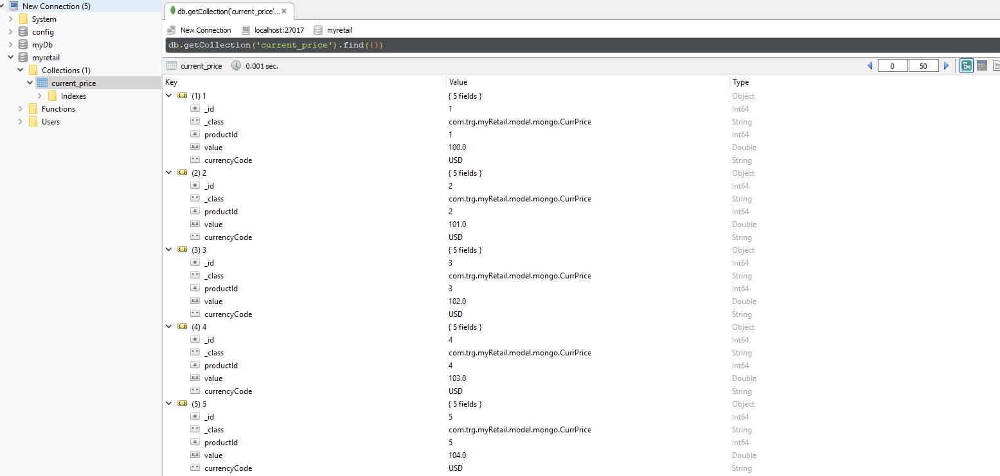 New Connection (5)
System
config
myDb
myretail
Collections (1)
current_price
Indexes
Functions
Users
db.getCollection('current_price'...
New Connection localhost:27017 myretail
db.getCollection('current_price').find({})
current_price 0.001 sec. 0 50
Key Value Type
(1) 1 { 5 fields } Object
_id 1 Int64
_class com.trg.myRetail.model.mongo.CurrPrice String
productId 1 Int64
value 100.0 Double
currencyCode USD String
(2) 2 { 5 fields } Object
_id 2 Int64
_class com.trg.myRetail.model.mongo.CurrPrice String
productId 2 Int64
value 101.0 Double
currencyCode USD String
(3) 3 { 5 fields } Object
_id 3 Int64
_class com.trg.myRetail.model.mongo.CurrPrice String
productId 3 Int64
value 102.0 Double
currencyCode USD String
(4) 4 { 5 fields } Object
_id 4 Int64
_class com.trg.myRetail.model.mongo.CurrPrice String
productId 4 Int64
value 103.0 Double
currencyCode USD String
(5) 5 { 5 fields } Object
_id 5 Int64
_class com.trg.myRetail.model.mongo.CurrPrice String
productId 5 Int64
value 104.0 Double
currencyCode USD String